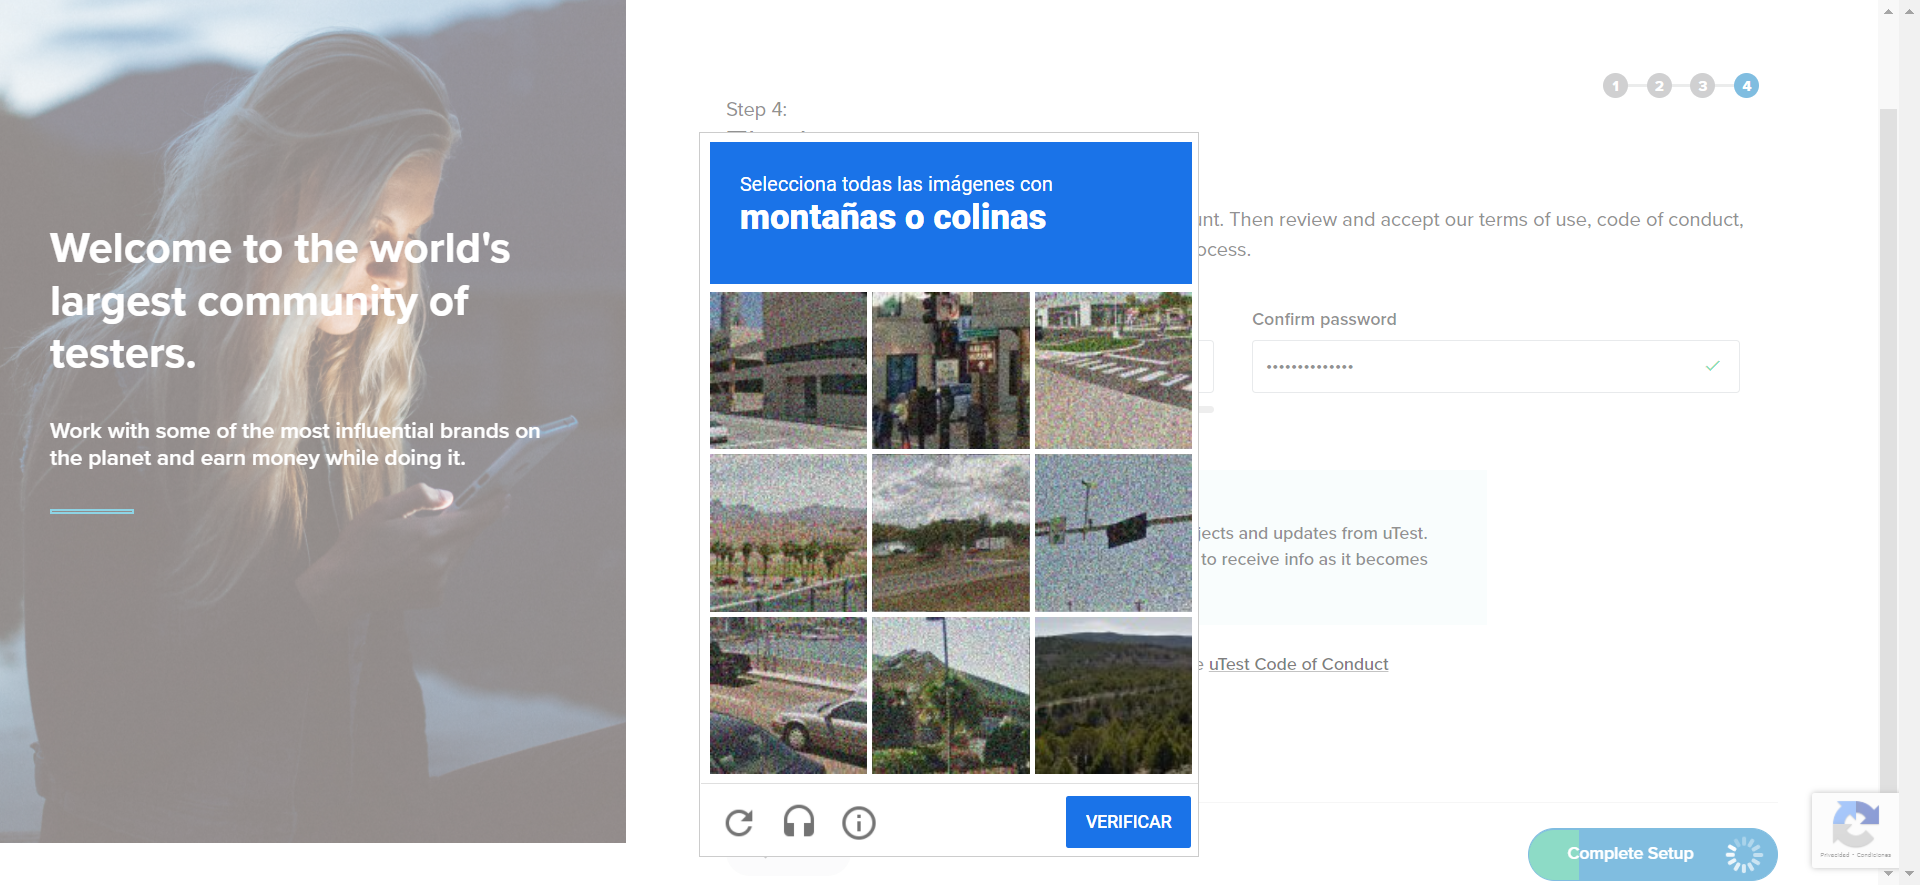 Welcome to the world's
largest community of
testers.
Work with some of the most influential brands on
the planet and earn money while doing it.
1 2 3 4
Step 4:
Selecciona todas las imágenes con
montañas o colinas
unt. Then review and accept our terms of use, code of conduct,
ocess.
Confirm password
jects and updates from uTest.
to receive info as it becomes
e uTest Code of Conduct
VERIFICAR
Complete Setup
Privacidad - Condiciones